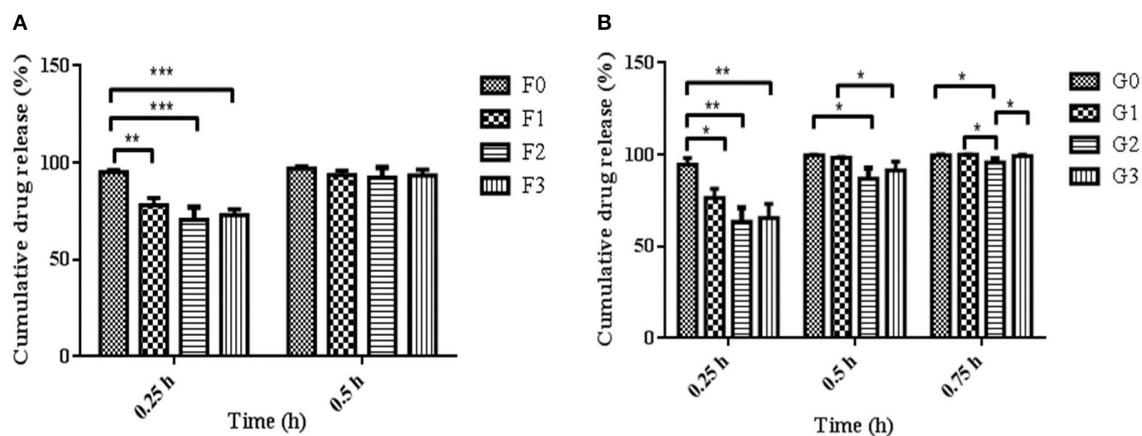 A
Cumulative drug release (%)
150
100
50
0
***
***
**
0.25 h
0.5 h
Time (h)
F0
F1
F2
F3
B
Cumulative drug release (%)
150
100
50
0
**
**
*
*
*
*
*
*
0.25 h
0.5 h
0.75 h
Time (h)
G0
G1
G2
G3